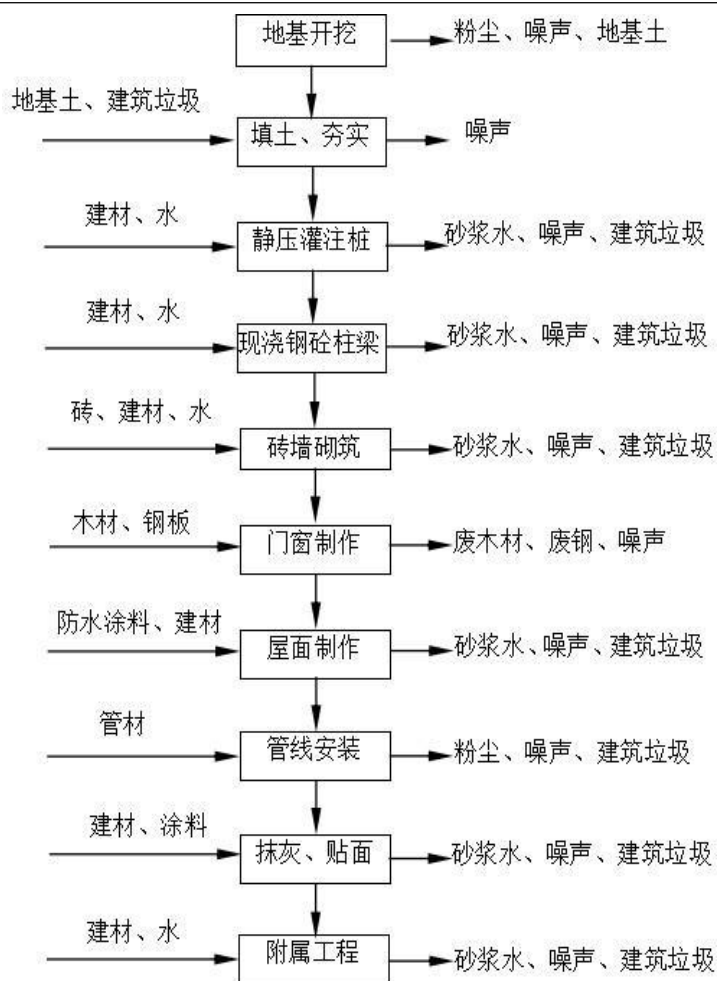 地基开挖 粉尘、噪声、地基土
地基土、建筑垃圾
填土、夯实 噪声
建材、水
静压灌注桩 砂浆水、噪声、建筑垃圾
建材、水
现浇钢砼柱梁 砂浆水、噪声、建筑垃圾
砖、建材、水
砖墙砌筑 砂浆水、噪声、建筑垃圾
木材、钢板
门窗制作 废木材、废钢、噪声
防水涂料、建材
屋面制作 砂浆水、噪声、建筑垃圾
管材
管线安装 粉尘、噪声、建筑垃圾
建材、涂料
抹灰、贴面 砂浆水、噪声、建筑垃圾
建材、水
附属工程 砂浆水、噪声、建筑垃圾